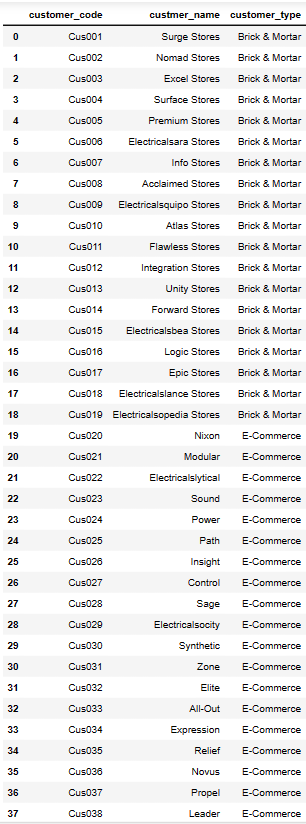 customer_code custmer_name customer_type
0 Cus001 Surge Stores Brick & Mortar
1 Cus002 Nomad Stores Brick & Mortar
2 Cus003 Excel Stores Brick & Mortar
3 Cus004 Surface Stores Brick & Mortar
4 Cus005 Premium Stores Brick & Mortar
5 Cus006 Electricalsara Stores Brick & Mortar
6 Cus007 Info Stores Brick & Mortar
7 Cus008 Acclaimed Stores Brick & Mortar
8 Cus009 Electricalsquipo Stores Brick & Mortar
9 Cus010 Atlas Stores Brick & Mortar
10 Cus011 Flawless Stores Brick & Mortar
11 Cus012 Integration Stores Brick & Mortar
12 Cus013 Unity Stores Brick & Mortar
13 Cus014 Forward Stores Brick & Mortar
14 Cus015 Electricalsbea Stores Brick & Mortar
15 Cus016 Logic Stores Brick & Mortar
16 Cus017 Epic Stores Brick & Mortar
17 Cus018 Electricalslance Stores Brick & Mortar
18 Cus019 Electricalsopedia Stores Brick & Mortar
19 Cus020 Nixon E-Commerce
20 Cus021 Modular E-Commerce
21 Cus022 Electricalslytical E-Commerce
22 Cus023 Sound E-Commerce
23 Cus024 Power E-Commerce
24 Cus025 Path E-Commerce
25 Cus026 Insight E-Commerce
26 Cus027 Control E-Commerce
27 Cus028 Sage E-Commerce
28 Cus029 Electricalsocity E-Commerce
29 Cus030 Synthetic E-Commerce
30 Cus031 Zone E-Commerce
31 Cus032 Elite E-Commerce
32 Cus033 All-Out E-Commerce
33 Cus034 Expression E-Commerce
34 Cus035 Relief E-Commerce
35 Cus036 Novus E-Commerce
36 Cus037 Propel E-Commerce
37 Cus038 Leader E-Commerce